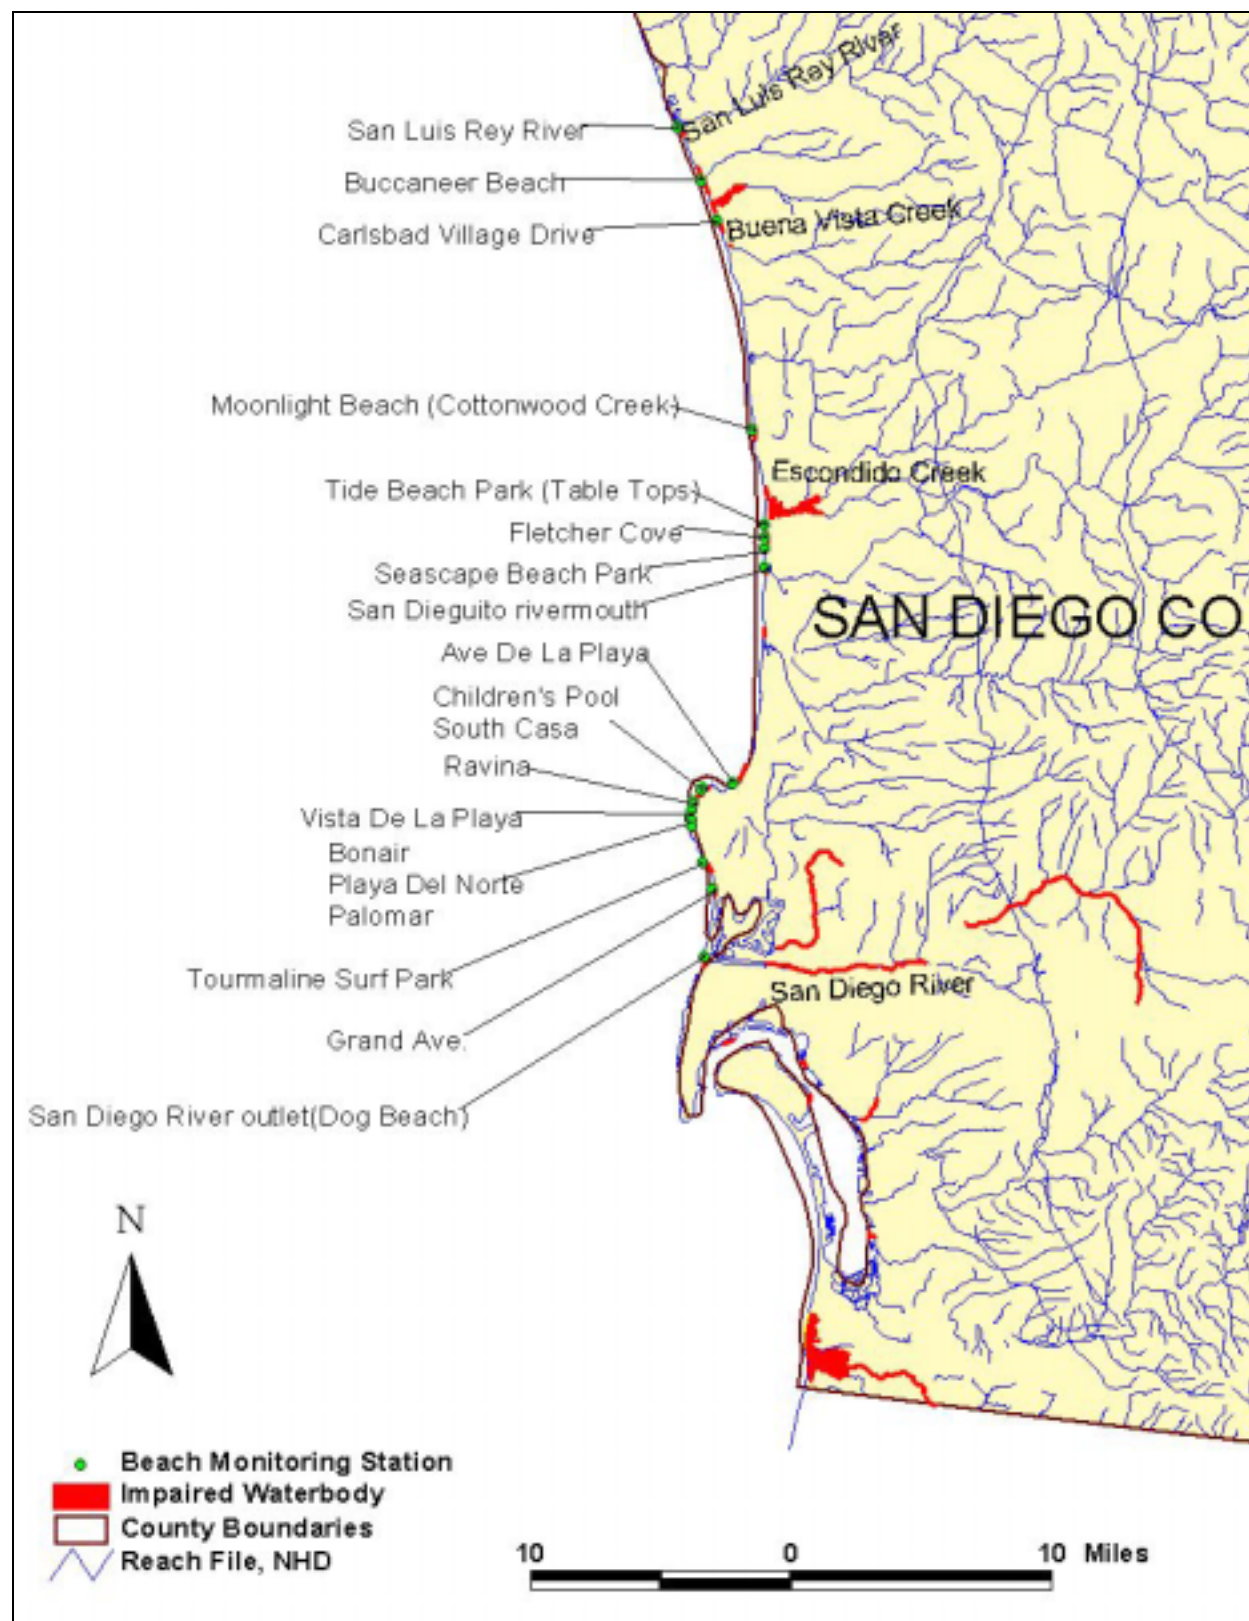 San Luis Rey River
San Luis Rey River
Buccaneer Beach
Buena Vista Creek
Carlsbad Village Drive
Moonlight Beach (Cottonwood Creek)
Escondido Creek
Tide Beach Park (Table Tops)
Fletcher Cove
Seascape Beach Park
San Dieguito rivermouth
SAN DIEGO CO
Ave De La Playa
Children's Pool
South Casa
Ravina
Vista De La Playa
Bonair
Playa Del Norte
Palomar
Tourmaline Surf Park
San Diego River
Grand Ave.
San Diego River outlet(Dog Beach)
N
Beach Monitoring Station
Impaired Waterbody
County Boundaries
Reach File, NHD
10 0 10 Miles